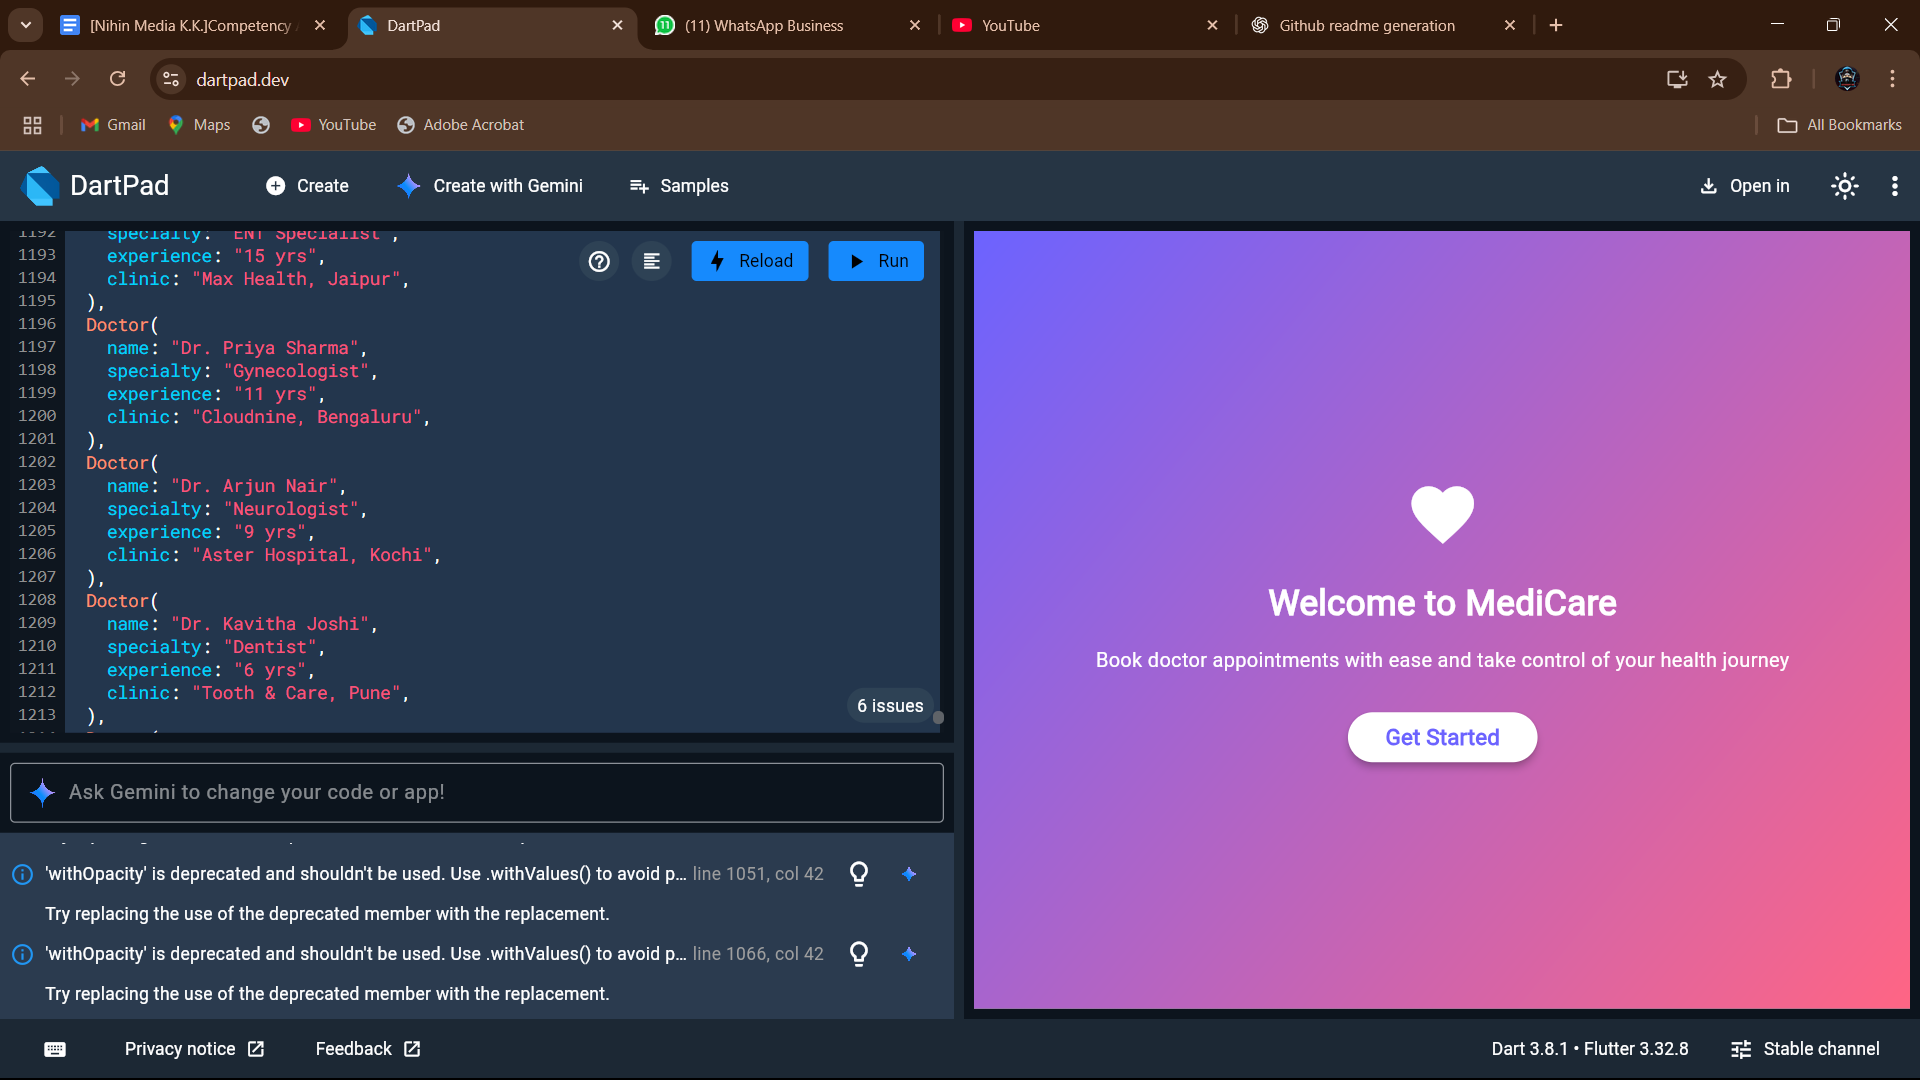 [Nihin Media K.K.]Competency
DartPad
(11) WhatsApp Business
YouTube
Github readme generation
dartpad.dev
Gmail
Maps
YouTube
Adobe Acrobat
All Bookmarks
DartPad
Create
Create with Gemini
Samples
Open in
Reload
Run
1192 specialty: "ENT Specialist",
1193 experience: "15 yrs",
1194 clinic: "Max Health, Jaipur",
1195 ),
1196 Doctor(
1197 name: "Dr. Priya Sharma",
1198 specialty: "Gynecologist",
1199 experience: "11 yrs",
1200 clinic: "Cloudnine, Bengaluru",
1201 ),
1202 Doctor(
1203 name: "Dr. Arjun Nair",
1204 specialty: "Neurologist",
1205 experience: "9 yrs",
1206 clinic: "Aster Hospital, Kochi",
1207 ),
1208 Doctor(
1209 name: "Dr. Kavitha Joshi",
1210 specialty: "Dentist",
1211 experience: "6 yrs",
1212 clinic: "Tooth & Care, Pune",
1213 ),
6 issues
Ask Gemini to change your code or app!
'withOpacity' is deprecated and shouldn't be used. Use .withValues() to avoid p... line 1051, col 42
Try replacing the use of the deprecated member with the replacement.
'withOpacity' is deprecated and shouldn't be used. Use .withValues() to avoid p... line 1066, col 42
Try replacing the use of the deprecated member with the replacement.
Welcome to MediCare
Book doctor appointments with ease and take control of your health journey
Get Started
Privacy notice
Feedback
Dart 3.8.1 • Flutter 3.32.8
Stable channel